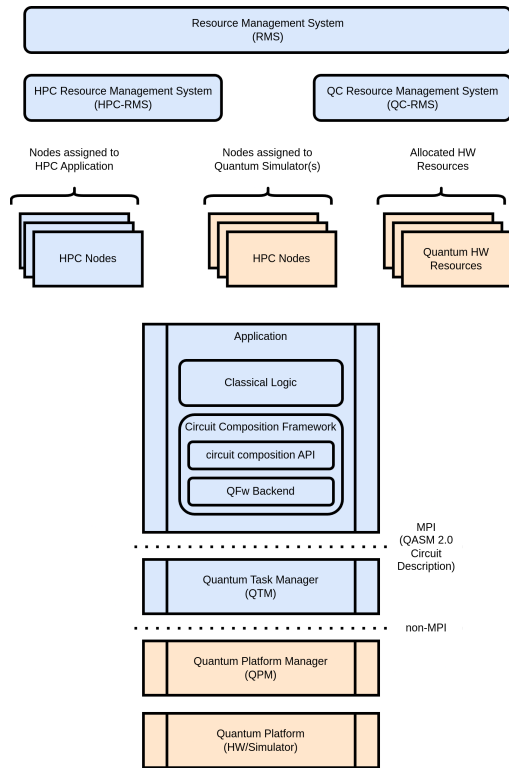 Resource Management System
(RMS)
HPC Resource Management System
(HPC-RMS)
QC Resource Management System
(QC-RMS)
Nodes assigned to
HPC Application
Nodes assigned to
Quantum Simulator(s)
Allocated HW
Resources
HPC Nodes
HPC Nodes
Quantum HW
Resources
Application
Classical Logic
Circuit Composition Framework
circuit composition API
QFw Backend
MPI
(QASM 2.0
Circuit
Description)
Quantum Task Manager
(QTM)
non-MPI
Quantum Platform Manager
(QPM)
Quantum Platform
(HW/Simulator)